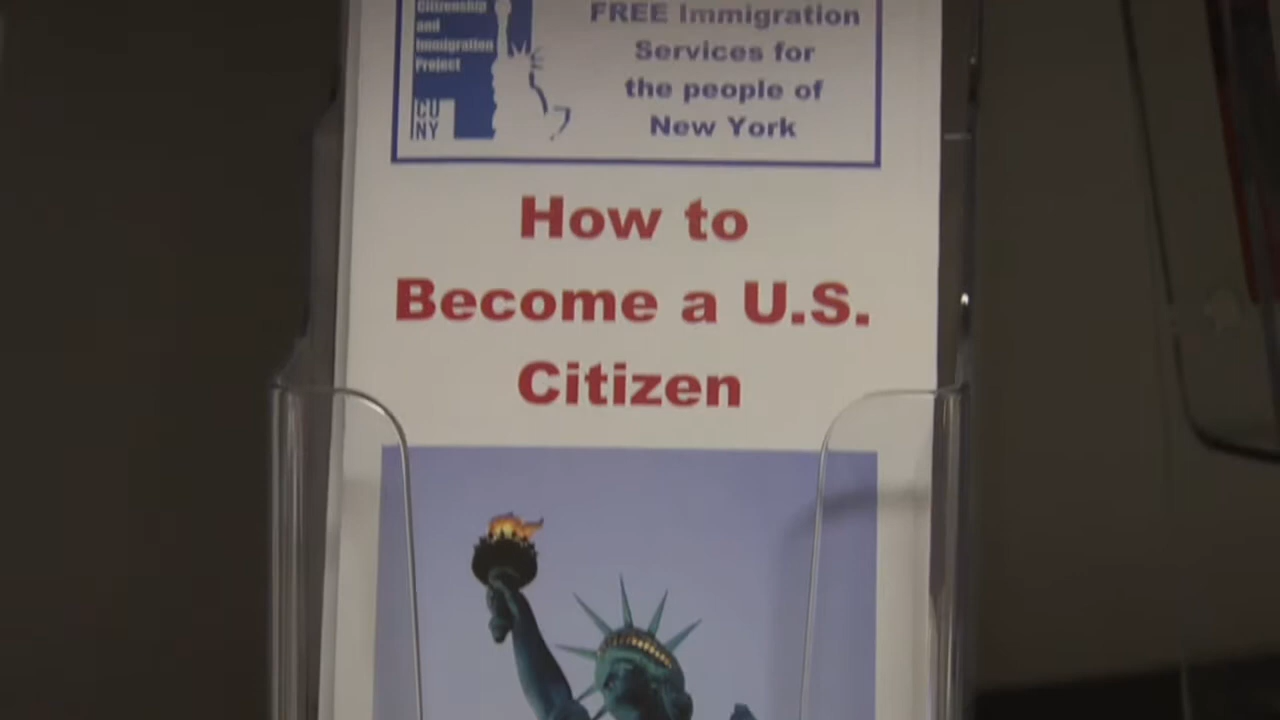 Citizenship
and
Immigration
Project
CU
NY
FREE Immigration
Services for
the people of
New York
How to
Become a U.S.
Citizen